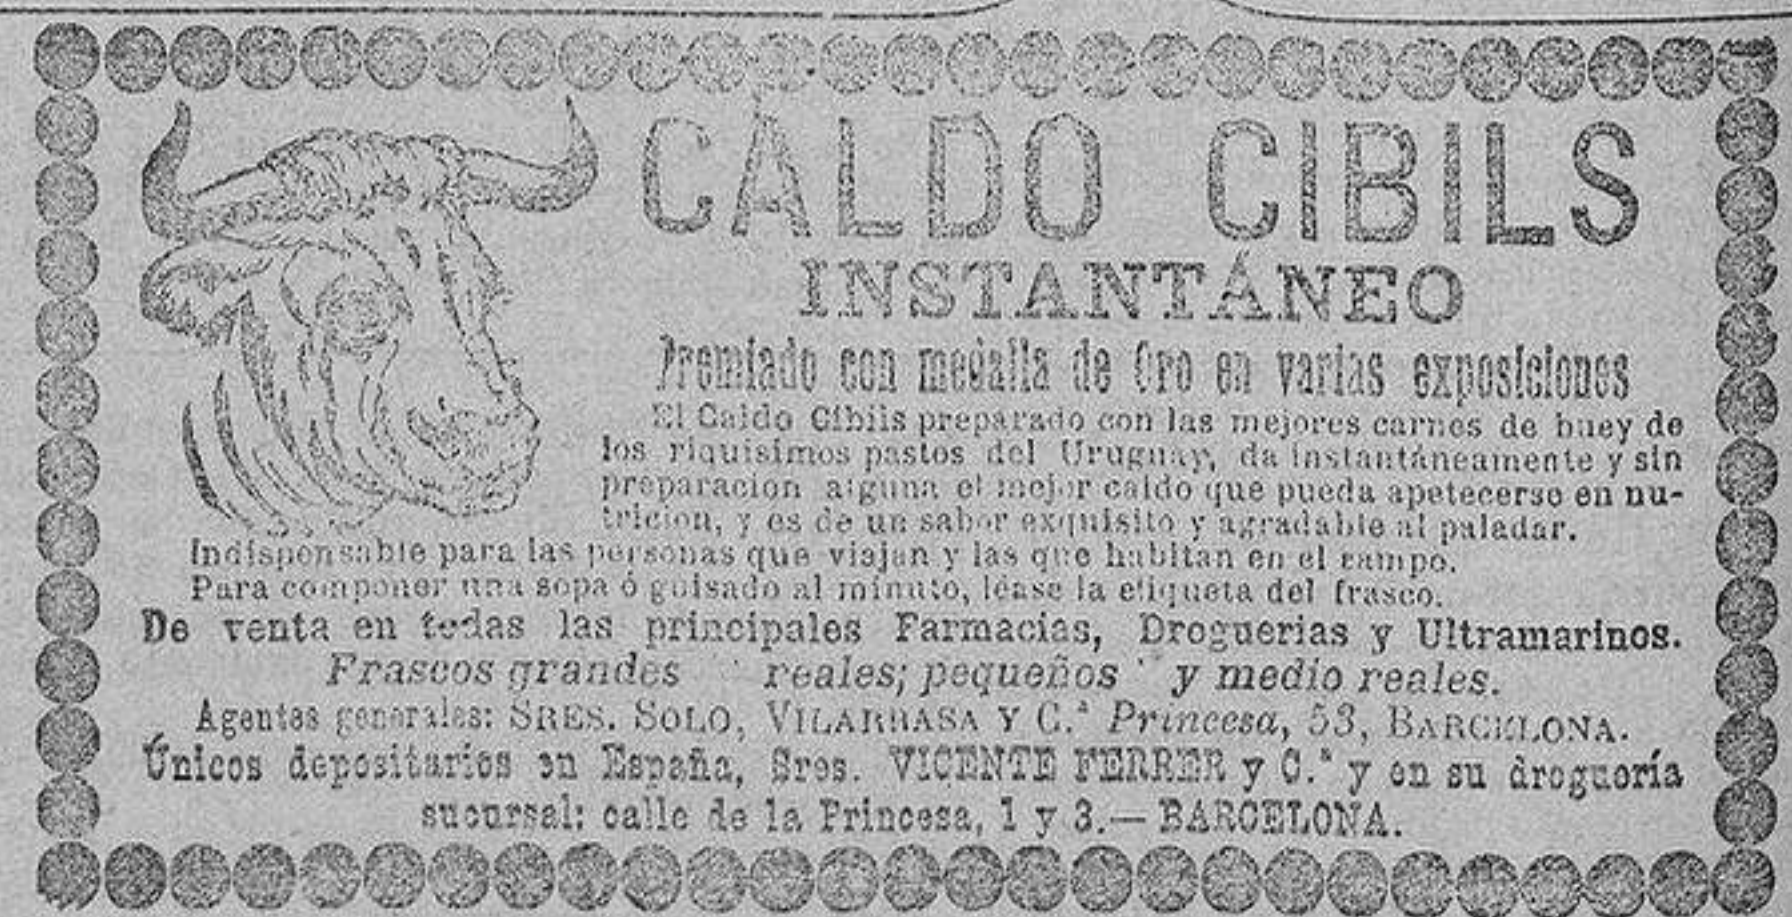 CALDO CIBILS
INSTANTÁNEO
Premiado con medalla de Oro en varias exposiciones
El Caldo Cibils preparado con las mejores carnes de buey de
los riquisimos pastos del Uruguay, da instantáneamente y sin
preparacion alguna el mejor caldo que pueda apetecerse en nu-
tricion, y es de un sabor exquisito y agradable al paladar.
Indispensable para las personas que viajan y las que habitan en el campo.
Para componer una sopa ó guisado al minuto, léase la etiqueta del frasco.
De venta en todas las principales Farmacias, Droguerias y Ultramarinos.
Frascos grandes reales; pequeños y medio reales.
Agentes generales: SRES. SOLO, VILARRASA Y C.ª Princesa, 53, BARCELONA.
Únicos depositarios en España, Sres. VICENTE FERRER y C.ª y en su droguería
sucursal: calle de la Princesa, 1 y 3.—BARCELONA.